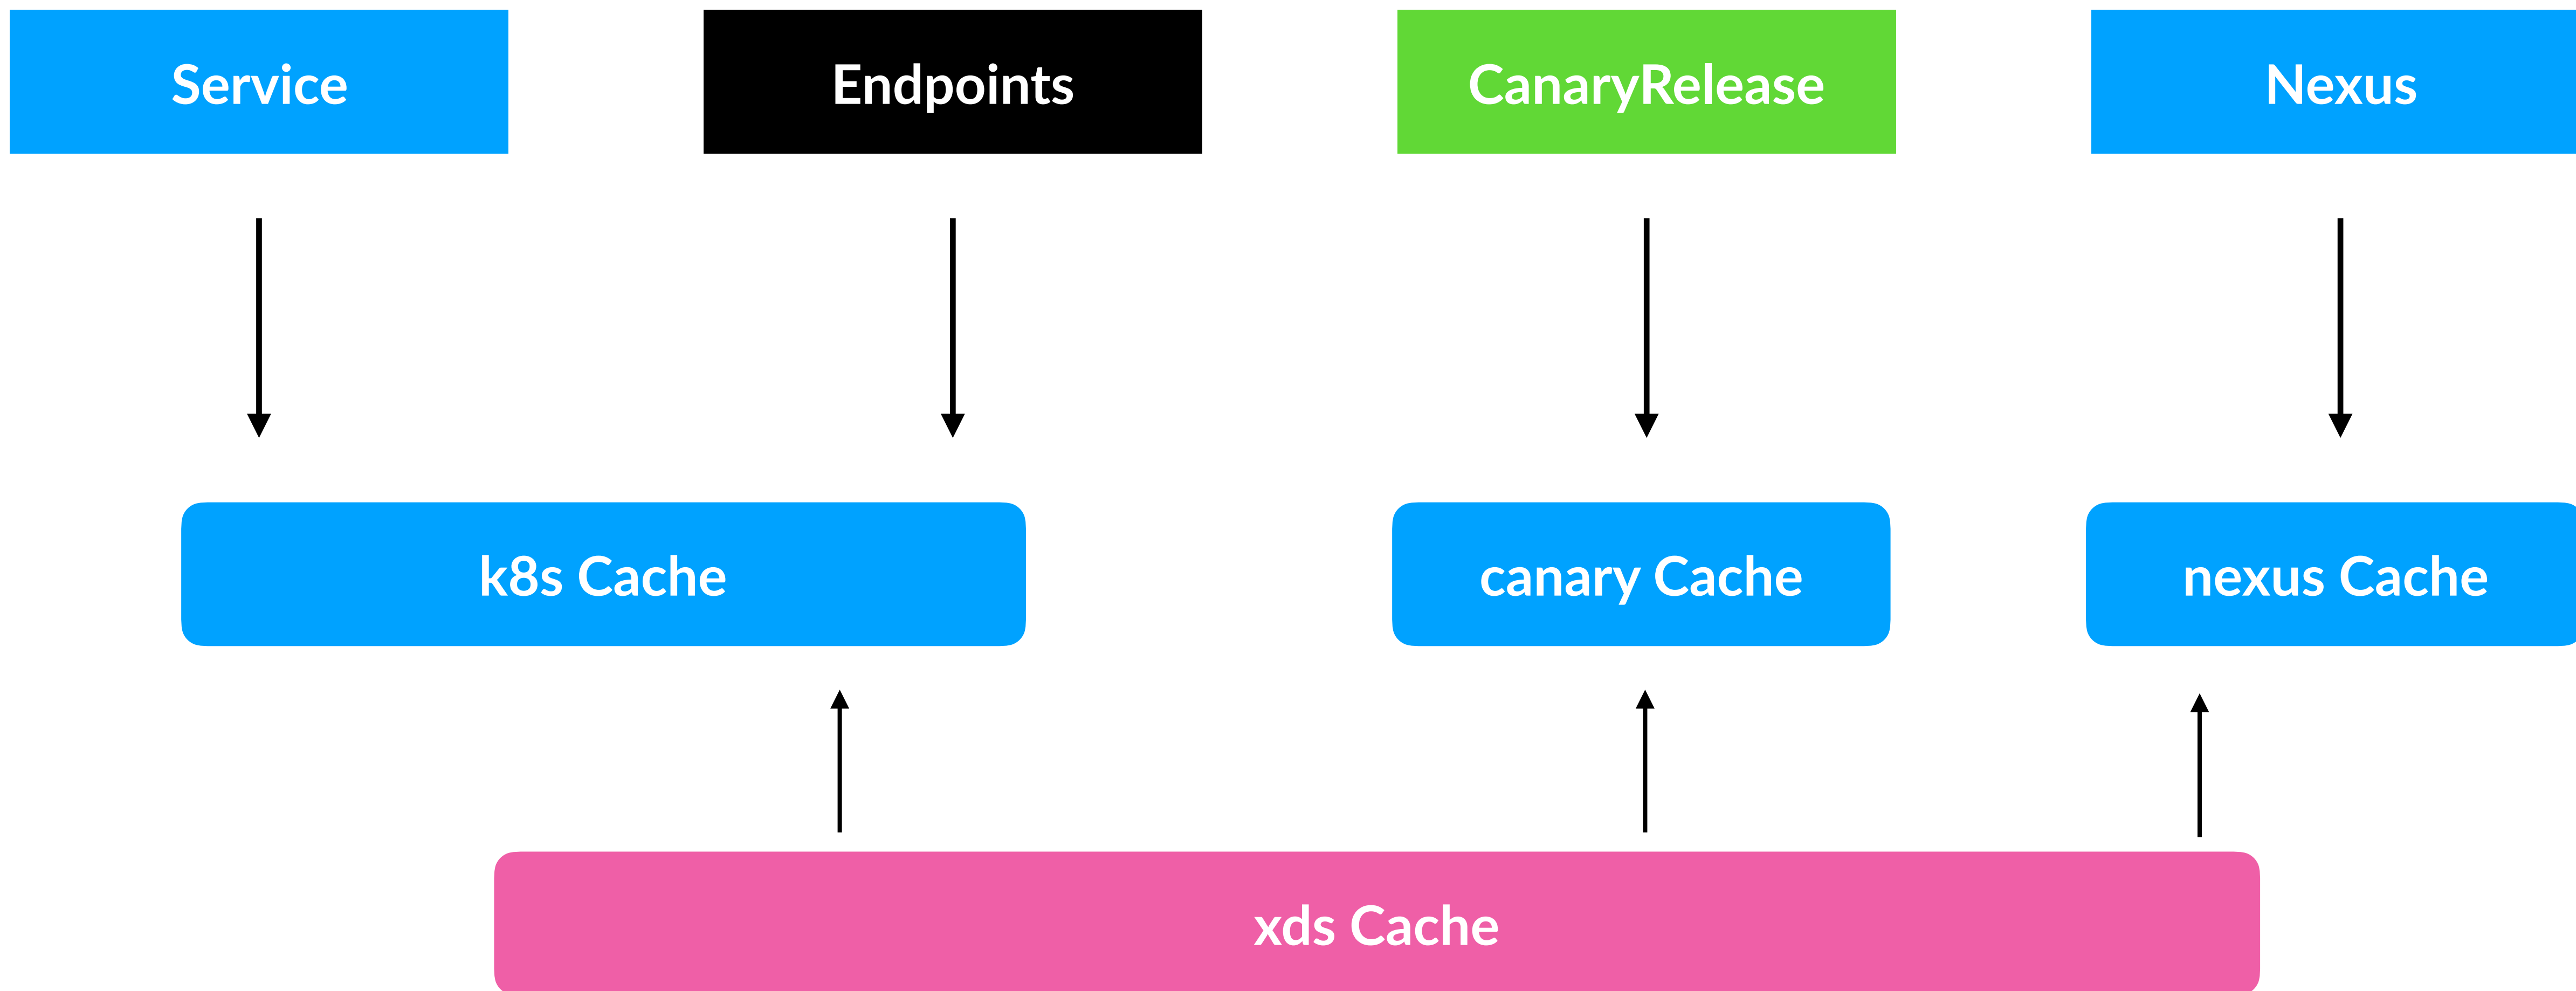 Service
Endpoints
CanaryRelease
Nexus
k8s Cache
canary Cache
nexus Cache
xds Cache